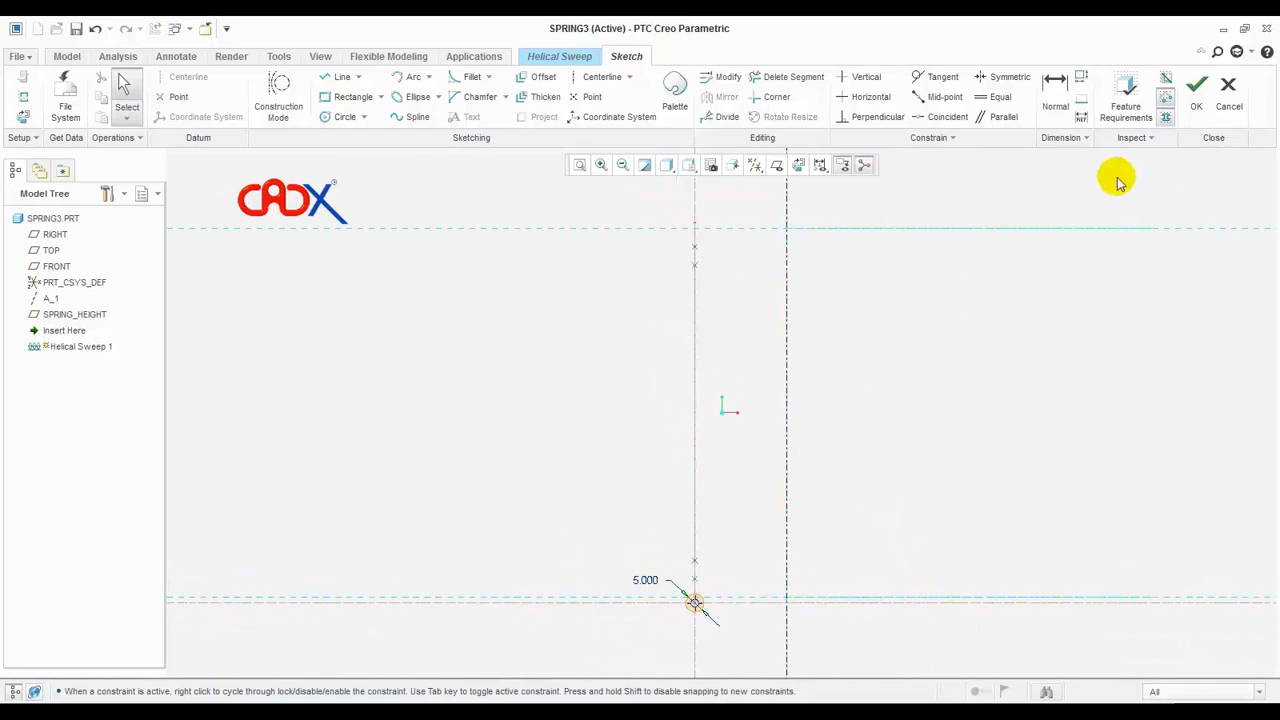 SPRING3 (Active) - PTC Creo Parametric
File Model Analysis Annotate Render Tools View Flexible Modeling Applications Helical Sweep Sketch
Setup
File System
Get Data
Select
Operations
Centerline
Point
Coordinate System
Datum
Construction Mode
Line Arc Fillet Offset Centerline
Rectangle Ellipse Chamfer Thicken Point
Circle Spline Text Project Coordinate System
Palette
Sketching
Modify Delete Segment
Mirror Corner
Divide Rotate Resize
Editing
Vertical Tangent Symmetric
Horizontal Mid-point Equal
Perpendicular Coincident Parallel
Constrain
Normal
REF
Dimension
Feature Requirements
Inspect
OK Cancel
Close
Model Tree
SPRING3.PRT
RIGHT
TOP
FRONT
PRT_CSYS_DEF
A_1
SPRING_HEIGHT
Insert Here
Helical Sweep 1
CADX
5.000
• When a constraint is active, right click to cycle through lock/disable/enable the constraint. Use Tab key to toggle active constraint. Press and hold Shift to disable snapping to new constraints.
All